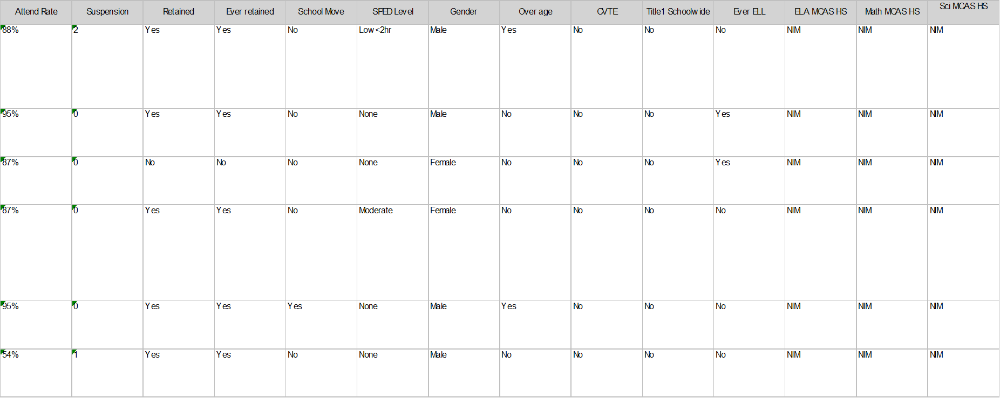 Attend Rate Suspension Retained Ever retained School Move SPED Level Gender Over age CVTE Title1 Schoolwide Ever ELL ELA MCAS HS Math MCAS HS Sci MCAS HS
88% 2 Yes Yes No Low <2hr Male Yes No No No NIM NIM NIM
95% 0 Yes Yes No None Male No No No Yes NIM NIM NIM
87% 0 No No No None Female No No No Yes NIM NIM NIM
87% 0 Yes Yes No Moderate Female No No No No NIM NIM NIM
95% 0 Yes Yes Yes None Male Yes No No No NIM NIM NIM
54% 1 Yes Yes No None Male No No No No NIM NIM NIM